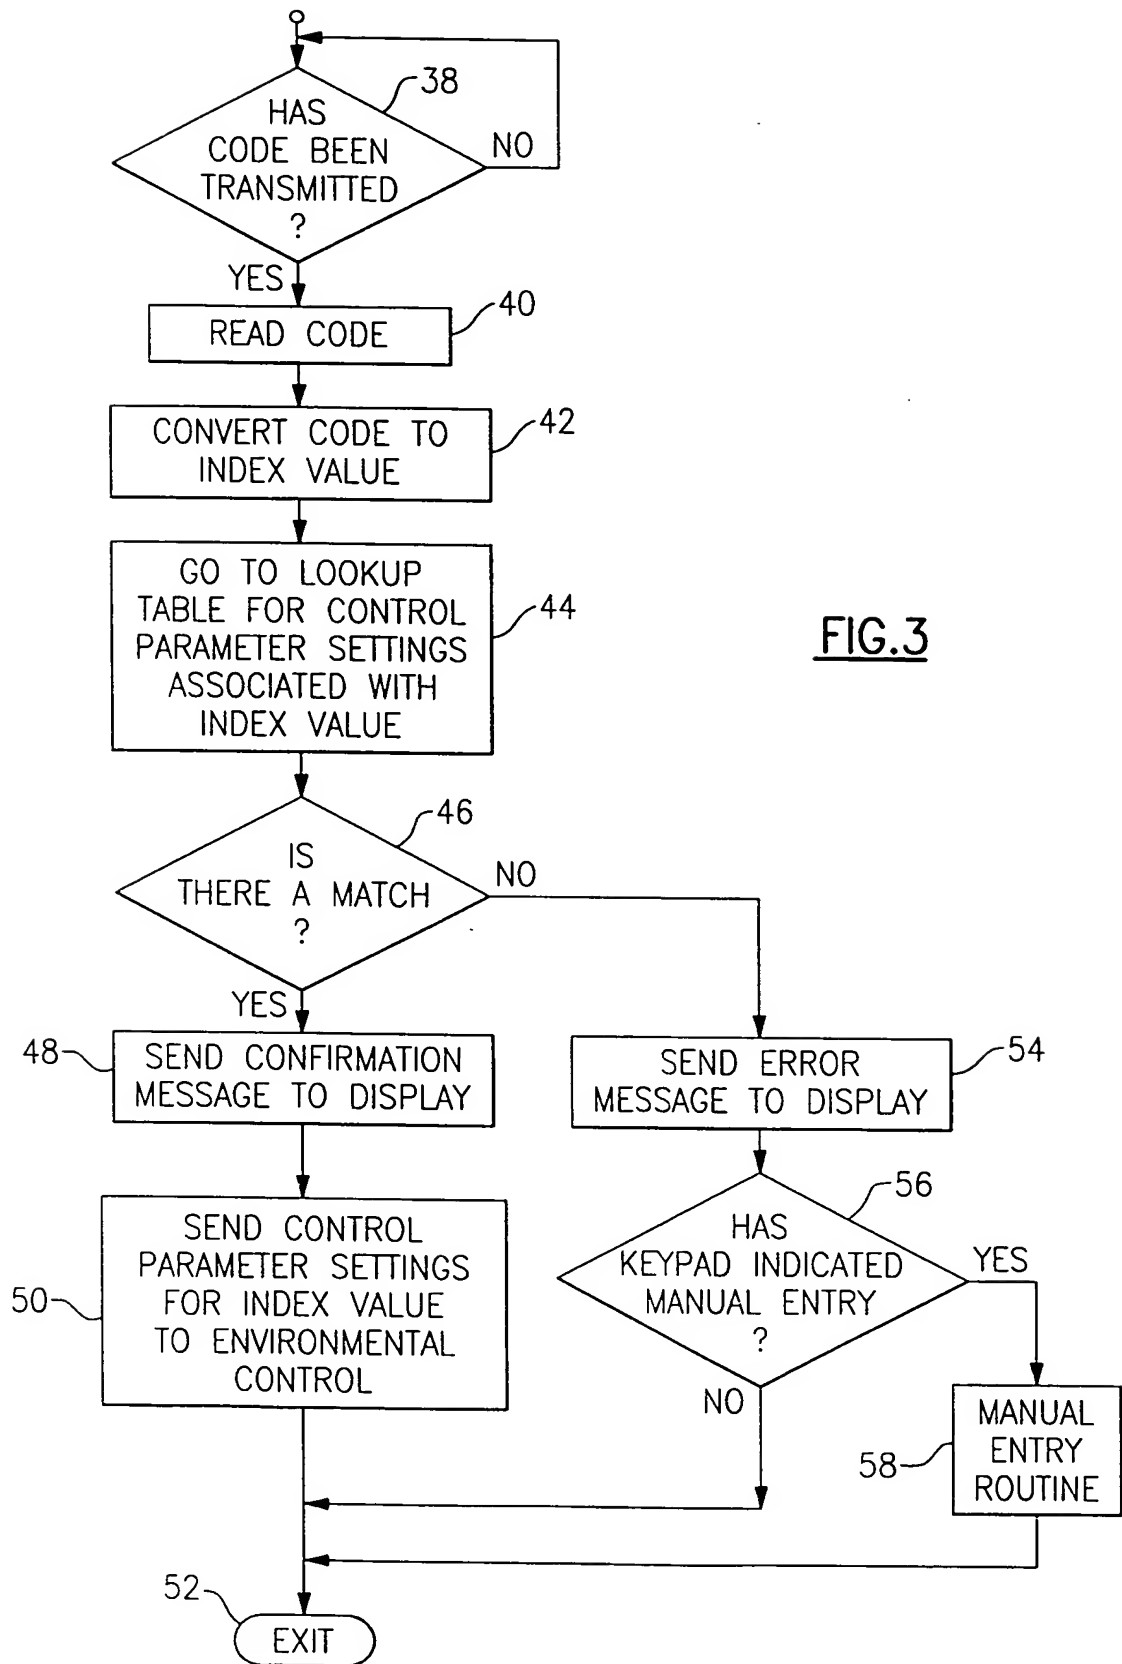 38
HAS
CODE BEEN
TRANSMITTED
?
NO
YES
40
READ CODE
42
CONVERT CODE TO
INDEX VALUE
44
GO TO LOOKUP
TABLE FOR CONTROL
PARAMETER SETTINGS
ASSOCIATED WITH
INDEX VALUE
FIG.3
46
IS
THERE A MATCH
?
NO
YES
48
SEND CONFIRMATION
MESSAGE TO DISPLAY
54
SEND ERROR
MESSAGE TO DISPLAY
50
SEND CONTROL
PARAMETER SETTINGS
FOR INDEX VALUE
TO ENVIRONMENTAL
CONTROL
56
HAS
KEYPAD INDICATED
MANUAL ENTRY
?
YES
NO
58
MANUAL
ENTRY
ROUTINE
52
EXIT